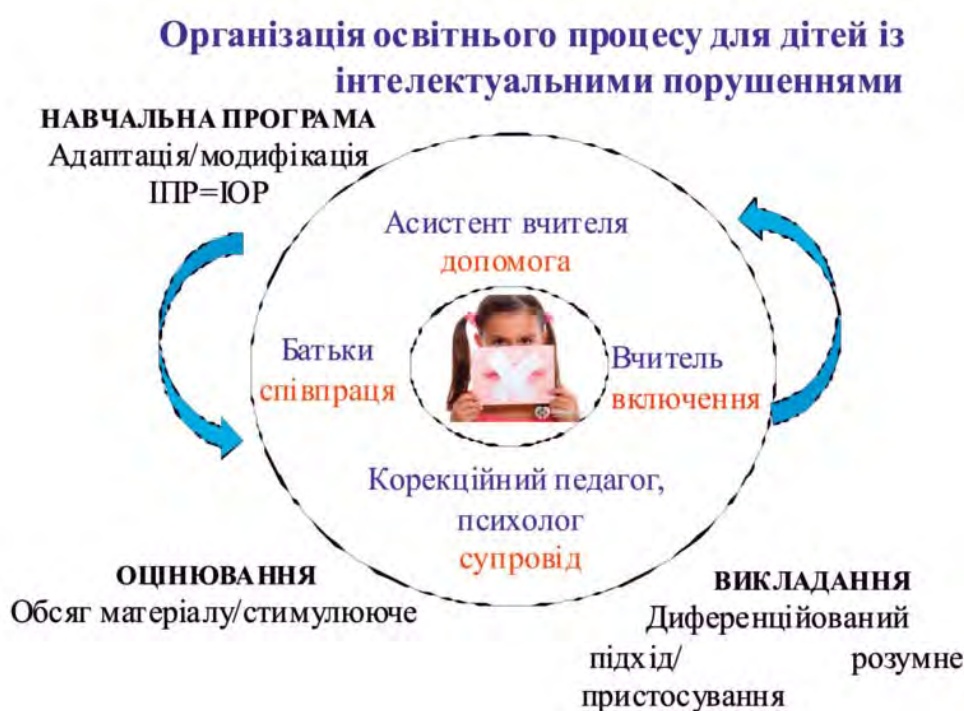 Організація освітнього процесу для дітей із
інтелектуальними порушеннями
НАВЧАЛЬНА ПРОГРАМА
Адаптація/модифікація
ІПР=ІОР
Асистент вчителя
допомога
Батьки
співпраця
Вчитель
включення
Корекційний педагог,
психолог
супровід
ОЦІНЮВАННЯ
Обсяг матеріалу/стимулююче
ВИКЛАДАННЯ
Диференційований
підхід/ розумне
пристосування